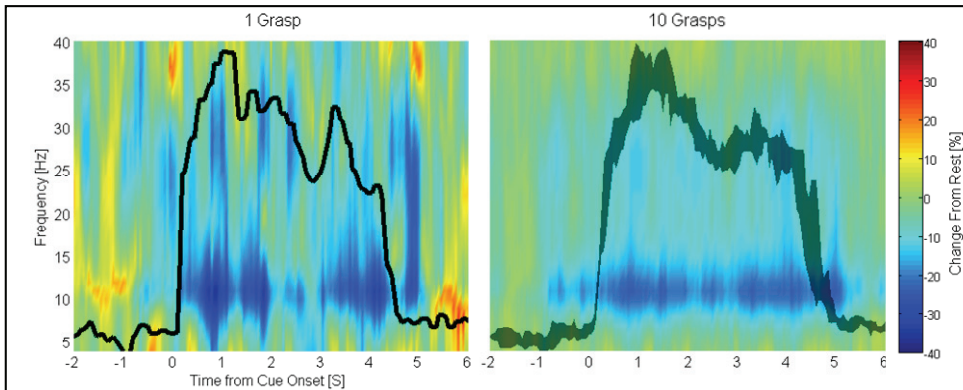 1 Grasp
10 Grasps
40
35
30
25
20
15
10
5
Frequency [Hz]
-2 -1 0 1 2 3 4 5 6
Time from Cue Onset [S]
-2 -1 0 1 2 3 4 5 6
40
30
20
10
0
-10
-20
-30
-40
Change From Rest [%]